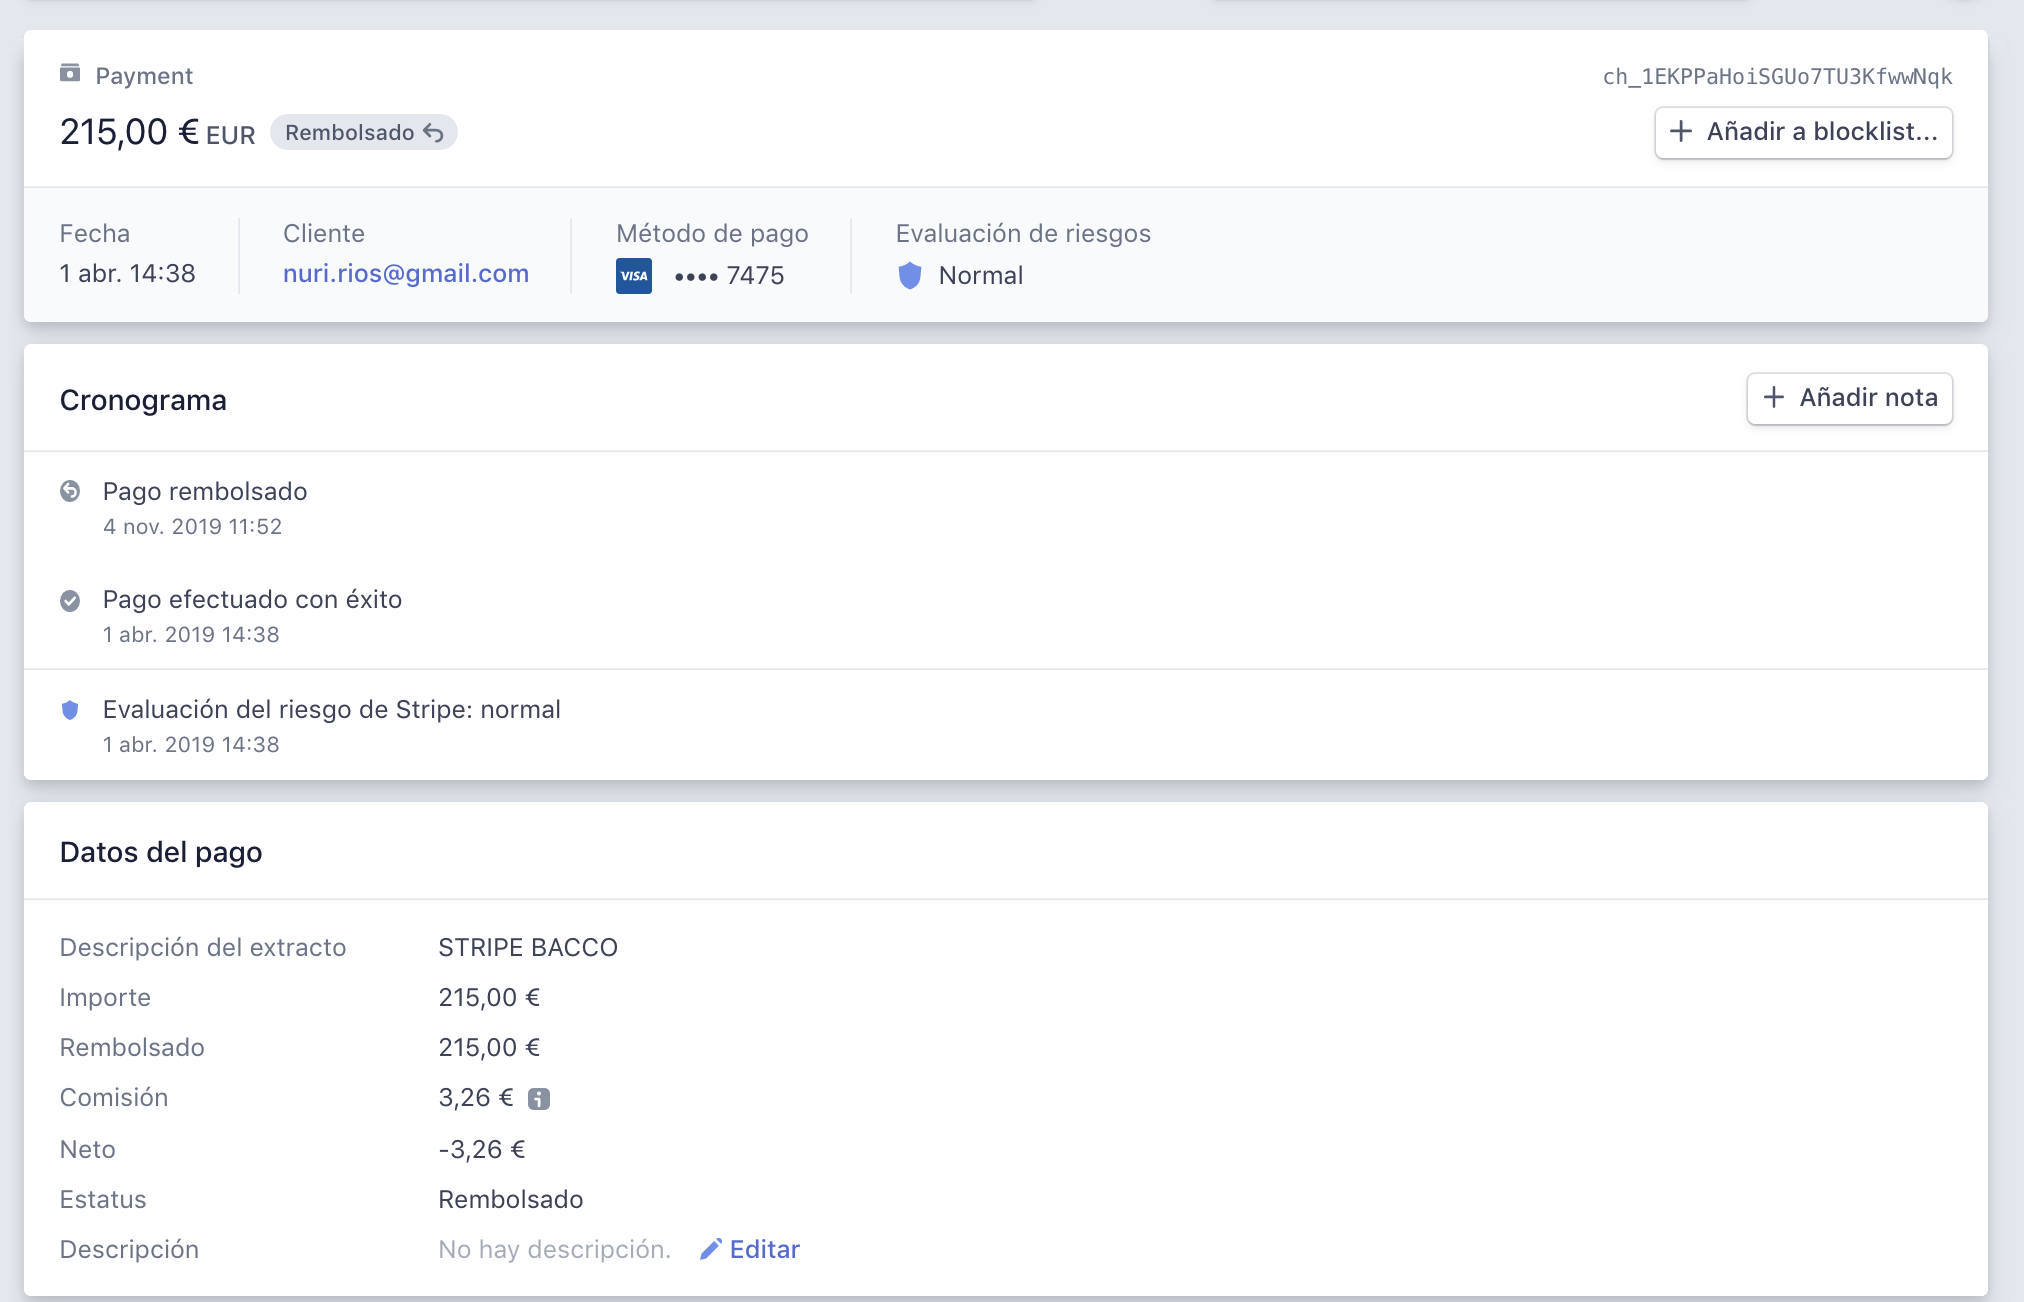 Payment
ch_1EKPPaHoiSGUo7TU3KfwwNqk
215,00 € EUR Rembolsado
Añadir a blocklist...
Fecha
Cliente
Método de pago
Evaluación de riesgos
1 abr. 14:38
nuri.rios@gmail.com
VISA •••• 7475
Normal
Cronograma
Añadir nota
Pago rembolsado
4 nov. 2019 11:52
Pago efectuado con éxito
1 abr. 2019 14:38
Evaluación del riesgo de Stripe: normal
1 abr. 2019 14:38
Datos del pago
Descripción del extracto STRIPE BACCO
Importe 215,00 €
Rembolsado 215,00 €
Comisión 3,26 €
Neto -3,26 €
Estatus Rembolsado
Descripción No hay descripción. Editar